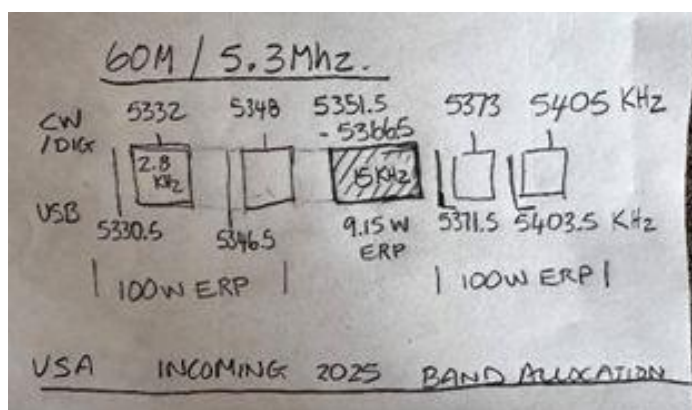 60M / 5.3Mhz.
CW /DIG 5332 5348 5351.5 - 5366.5 5373 5405 KHz
2.8 KHz 15KHz
USB 5330.5 5346.5 9.15W ERP 5371.5 5403.5 KHz
100W ERP 100W ERP
USA INCOMING 2025 BAND ALLOCATION